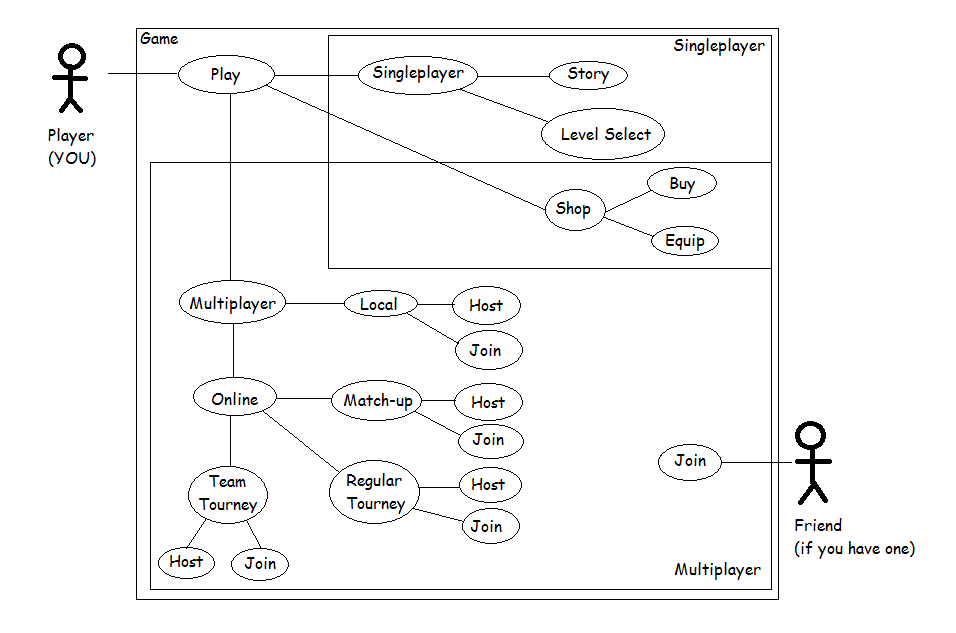 Game
Singleplayer
Play
Singleplayer
Story
Level Select
Player
(YOU)
Shop
Buy
Equip
Multiplayer
Local
Host
Join
Online
Match-up
Host
Join
Join
Team
Tourney
Regular
Tourney
Host
Join
Host
Join
Friend
(if you have one)
Multiplayer